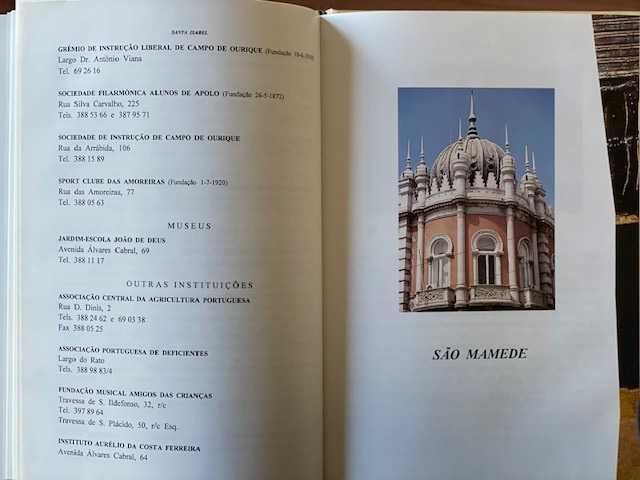 SANTA ISABEL
GRÉMIO DE INSTRUÇÃO LIBERAL DE CAMPO DE OURIQUE (Fundação
Largo Dr. António Viana
Tel. 69 26 16
SOCIEDADE FILARMÓNICA ALUNOS DE APOLO (Fundação 26-5-1872)
Rua Silva Carvalho, 225
Tels. 388 53 66 e 387 95 71
SOCIEDADE DE INSTRUÇÃO DE CAMPO DE OURIQUE
Rua da Arrábida, 106
Tel. 388 15 89
SPORT CLUBE DAS AMOREIRAS (Fundação 1-7-1920)
Rua das Amoreiras, 77
Tel. 388 05 63
MUSEUS
JARDIM-ESCOLA JOÃO DE DEUS
Avenida Álvares Cabral, 69
Tel. 388 11 17
OUTRAS INSTITUIÇÕES
ASSOCIAÇÃO CENTRAL DA AGRICULTURA PORTUGUESA
Rua D. Dinis, 2
Tels. 388 24 62 e 69 03 38
Fax 388 05 25
ASSOCIAÇÃO PORTUGUESA DE DEFICIENTES
Largo do Rato
Tels. 388 98 83/4
FUNDAÇÃO MUSICAL AMIGOS DAS CRIANÇAS
Travessa de S. Ildefonso, 32, r/c
Tel. 397 89 64
Travessa de S. Plácido, 50, r/c Esq.
INSTITUTO AURÉLIO DA COSTA FERREIRA
Avenida Álvares Cabral, 64
SÃO MAMEDE